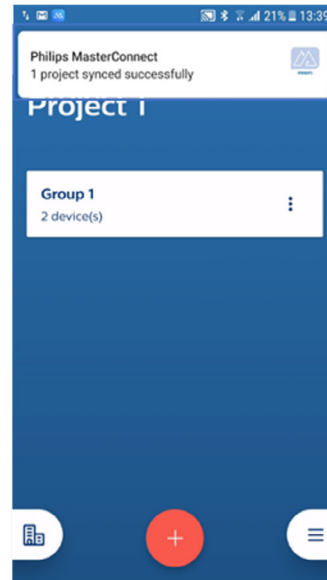 21% 13:39
Philips MasterConnect
1 project synced successfully
Project 1
Group 1
2 device(s)